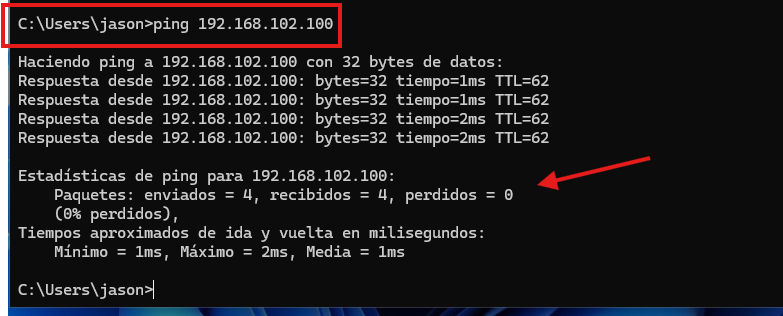 C:\Users\jason>ping 192.168.102.100
Haciendo ping a 192.168.102.100 con 32 bytes de datos:
Respuesta desde 192.168.102.100: bytes=32 tiempo=1ms TTL=62
Respuesta desde 192.168.102.100: bytes=32 tiempo=1ms TTL=62
Respuesta desde 192.168.102.100: bytes=32 tiempo=2ms TTL=62
Respuesta desde 192.168.102.100: bytes=32 tiempo=2ms TTL=62
Estadísticas de ping para 192.168.102.100:
Paquetes: enviados = 4, recibidos = 4, perdidos = 0
(0% perdidos),
Tiempos aproximados de ida y vuelta en milisegundos:
Mínimo = 1ms, Máximo = 2ms, Media = 1ms
C:\Users\jason>